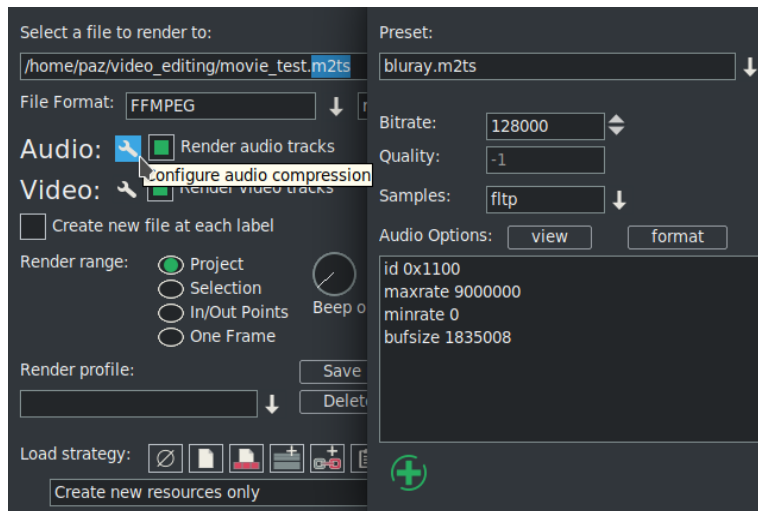 Select a file to render to:
/home/paz/video_editing/movie_test.m2ts
File Format: FFMPEG
Audio: Render audio tracks
Configure audio compression
Video: Render video tracks
Create new file at each label
Render range: Project
Selection
In/Out Points
One Frame
Beep o
Render profile:
Save
Delet
Load strategy:
Create new resources only
Preset:
bluray.m2ts
Bitrate: 128000
Quality: -1
Samples: fltp
Audio Options: view format
id 0x1100
maxrate 9000000
minrate 0
bufsize 1835008